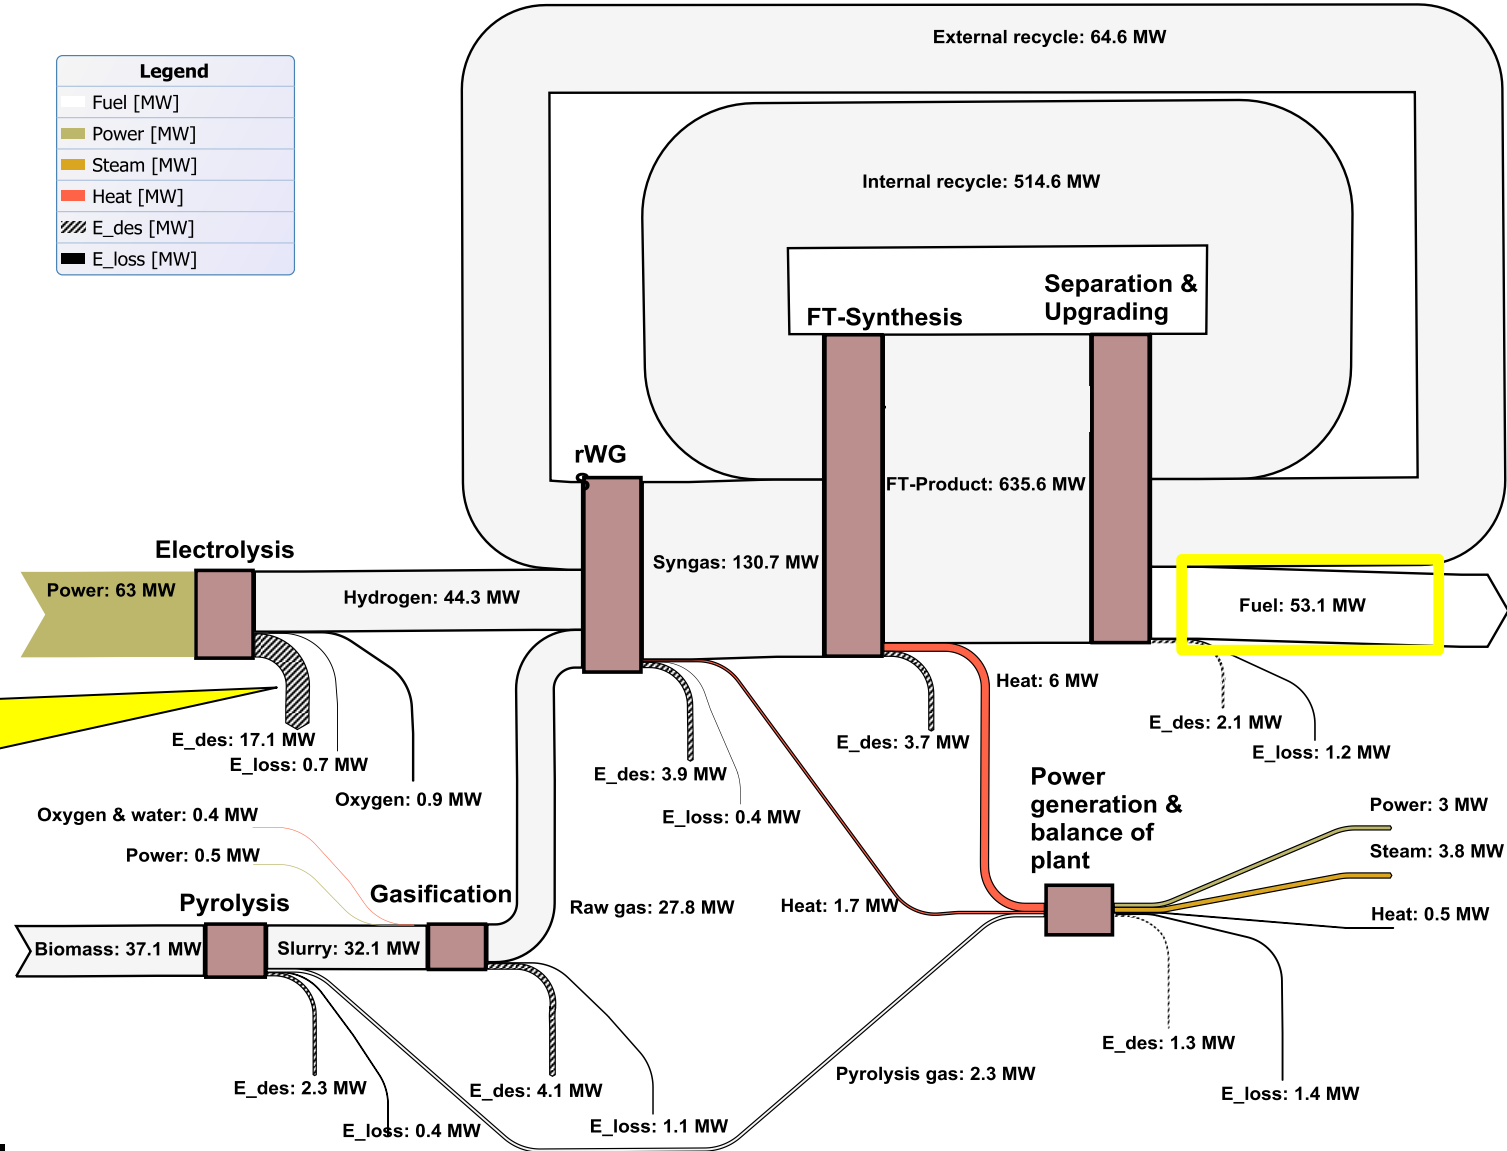 External recycle: 64.6 MW
Legend
Fuel [MW]
Power [MW]
Steam [MW]
Heat [MW]
E_des [MW]
E_loss [MW]
Internal recycle: 514.6 MW
Separation &
Upgrading
FT-Synthesis
rWG
S
FT-Product: 635.6 MW
Electrolysis
Syngas: 130.7 MW
Power: 63 MW
Hydrogen: 44.3 MW
Fuel: 53.1 MW
Heat: 6 MW
E_des: 17.1 MW
E_loss: 0.7 MW
Oxygen: 0.9 MW
E_des: 3.9 MW
E_loss: 0.4 MW
E_des: 3.7 MW
E_des: 2.1 MW
E_loss: 1.2 MW
Power
generation &
balance of
plant
Power: 3 MW
Steam: 3.8 MW
Heat: 0.5 MW
Oxygen & water: 0.4 MW
Power: 0.5 MW
Pyrolysis
Gasification
Raw gas: 27.8 MW
Heat: 1.7 MW
Biomass: 37.1 MW
Slurry: 32.1 MW
E_des: 1.3 MW
E_loss: 1.4 MW
Pyrolysis gas: 2.3 MW
E_des: 2.3 MW
E_loss: 0.4 MW
E_des: 4.1 MW
E_loss: 1.1 MW